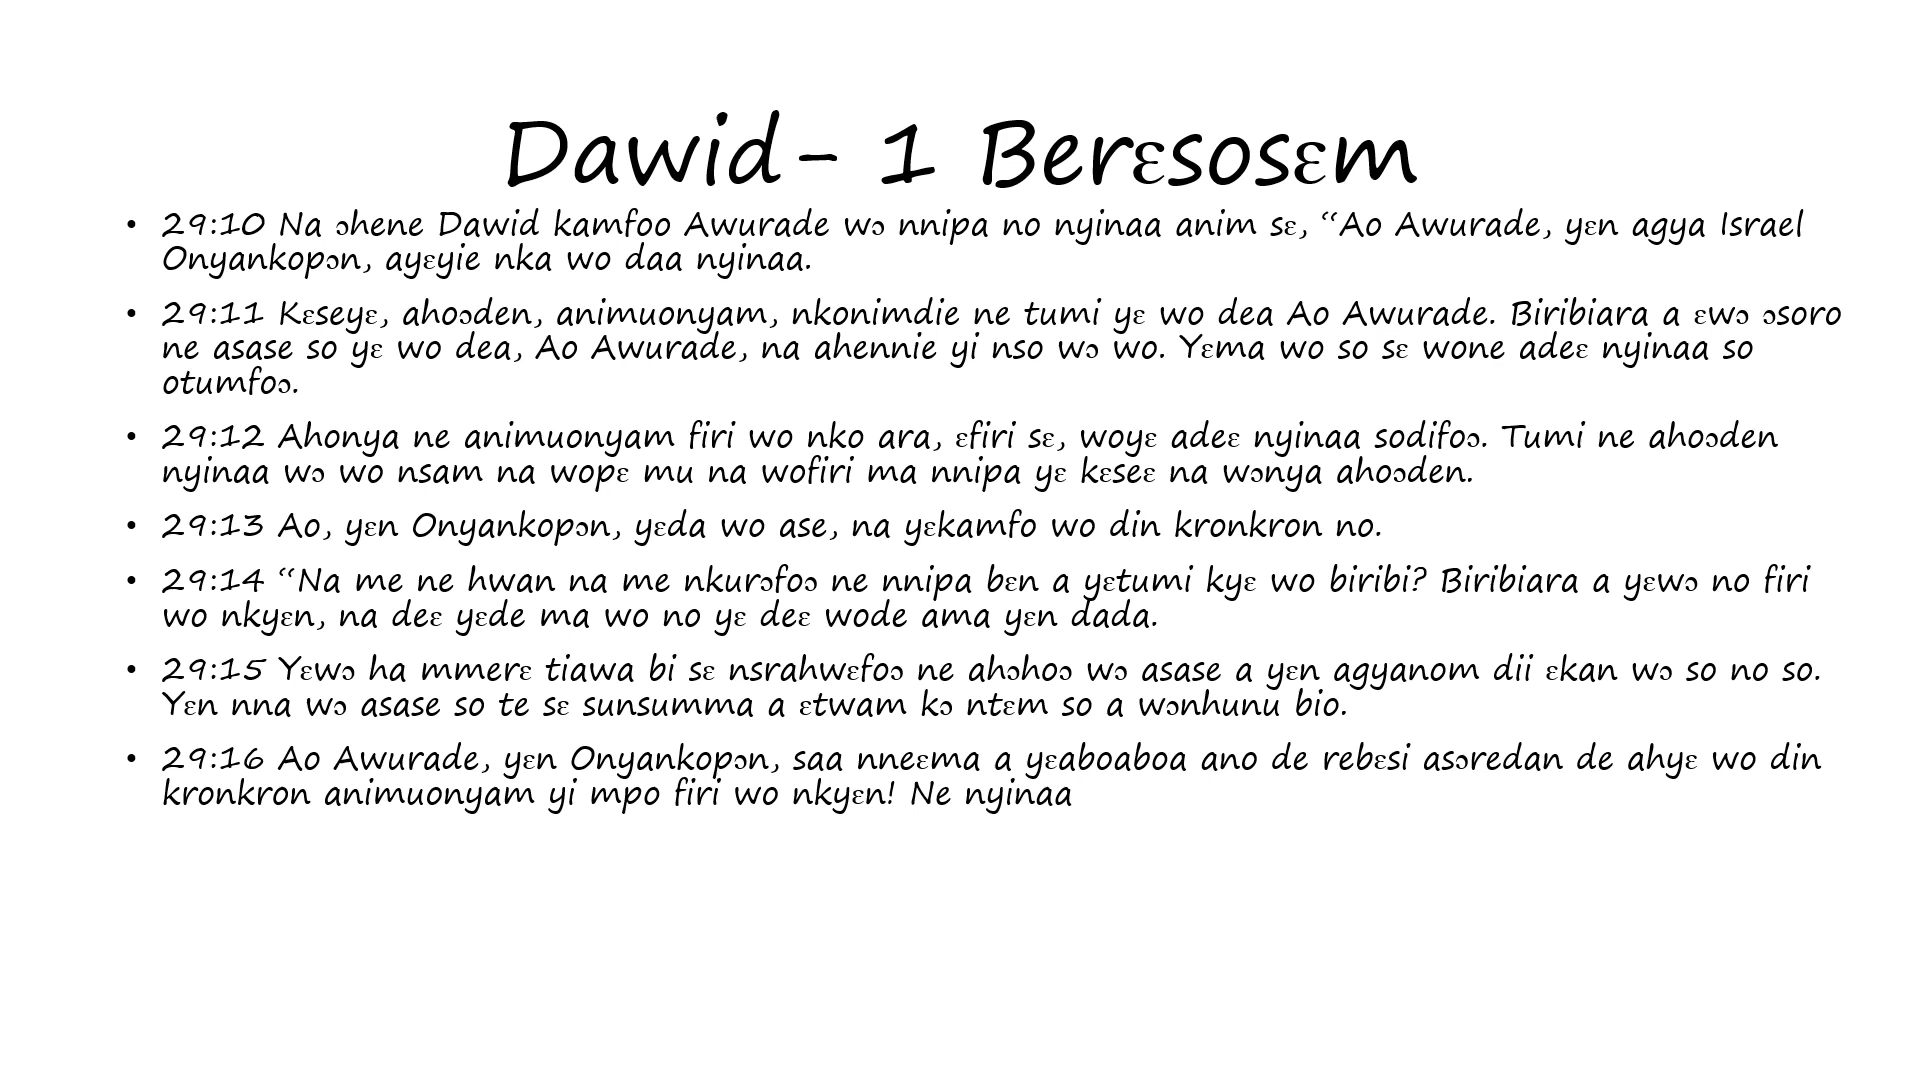 Dawid- 1 Berɛsosɛm
• 29:10 Na ɔhene Dawid kamfoo Awurade wɔ nnipa no nyinaa anim sɛ, “Ao Awurade, yɛn agya Israel
Onyankopɔn, ayɛyie nka wo daa nyinaa.
• 29:11 Kɛseyɛ, ahoɔden, animuonyam, nkonimdie ne tumi yɛ wo dea Ao Awurade. Biribiara a ɛwɔ ɔsoro
ne asase so yɛ wo dea, Ao Awurade, na ahennie yi nso wɔ wo. Yɛma wo so sɛ wone adeɛ nyinaa so
otumfoɔ.
• 29:12 Ahonya ne animuonyam firi wo nko ara, ɛfiri sɛ, woyɛ adeɛ nyinaa sodifoɔ. Tumi ne ahoɔden
nyinaa wɔ wo nsam na wopɛ mu na wofiri ma nnipa yɛ kɛseɛ na wɔnya ahoɔden.
• 29:13 Ao, yɛn Onyankopɔn, yɛda wo ase, na yɛkamfo wo din kronkron no.
• 29:14 “Na me ne hwan na me nkurɔfoɔ ne nnipa bɛn a yɛtumi kyɛ wo biribi? Biribiara a yɛwɔ no firi
wo nkyɛn, na deɛ yɛde ma wo no yɛ deɛ wode ama yɛn dada.
• 29:15 Yɛwɔ ha mmerɛ tiawa bi sɛ nsrahwɛfoɔ ne ahɔhoɔ wɔ asase a yɛn agyanom dii ɛkan wɔ so no so.
Yɛn nna wɔ asase so te sɛ sunsumma a ɛtwam kɔ ntɛm so a wɔnhunu bio.
• 29:16 Ao Awurade, yɛn Onyankopɔn, saa nneɛma a yɛaboaboa ano de rebɛsi asɔredan de ahyɛ wo din
kronkron animuonyam yi mpo firi wo nkyɛn! Ne nyinaa